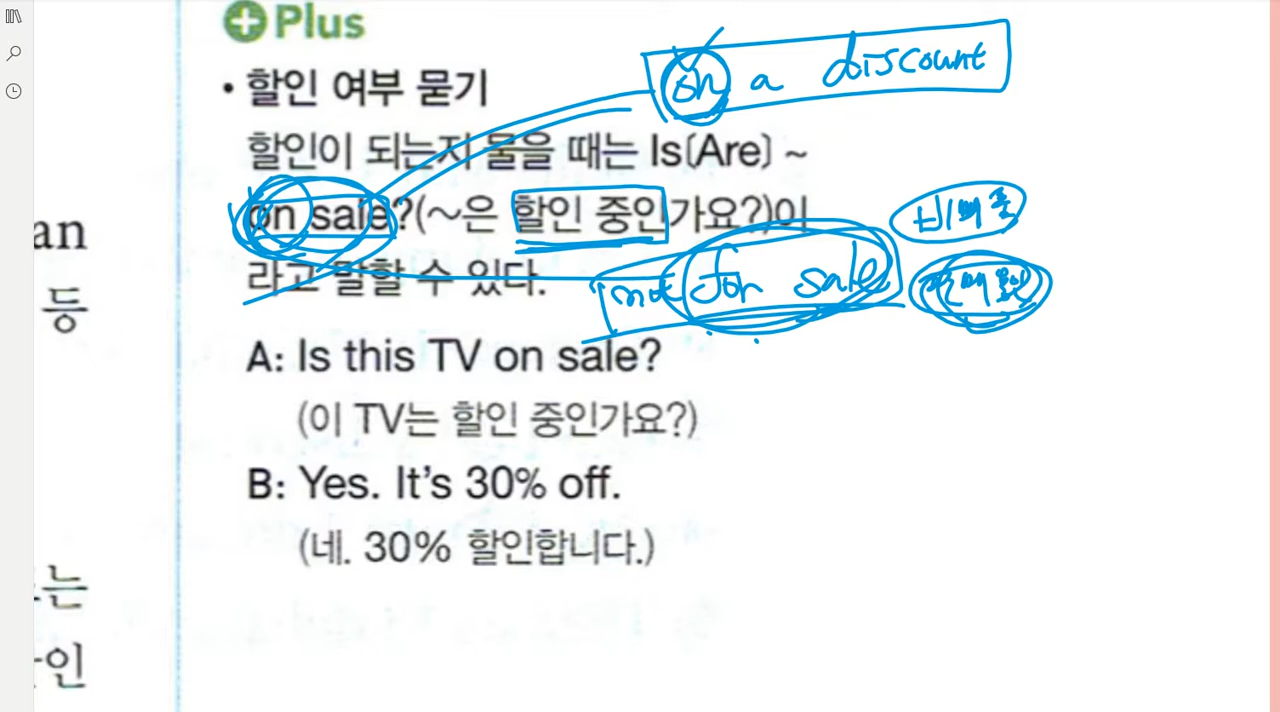 Plus
on a discount
• 할인 여부 묻기
할인이 되는지 물을 때는 Is(Are) ~
on sale?(~은 할인 중인가요?)이
비매품
an
라고 말할 수 있다.
not for sale
등
A: Is this TV on sale?
(이 TV는 할인 중인가요?)
B: Yes. It's 30% off.
(네. 30% 할인합니다.)
는
인